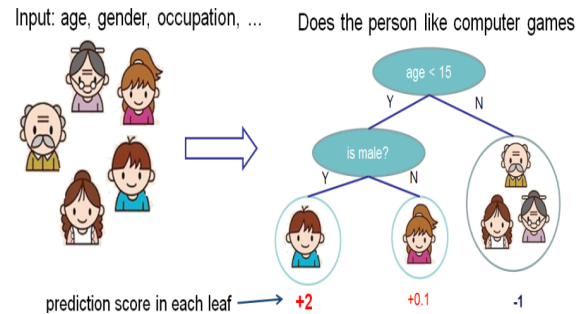 Input: age, gender, occupation, ...
Does the person like computer games
age < 15
Y
N
is male?
Y
N
prediction score in each leaf
+2
+0.1
-1